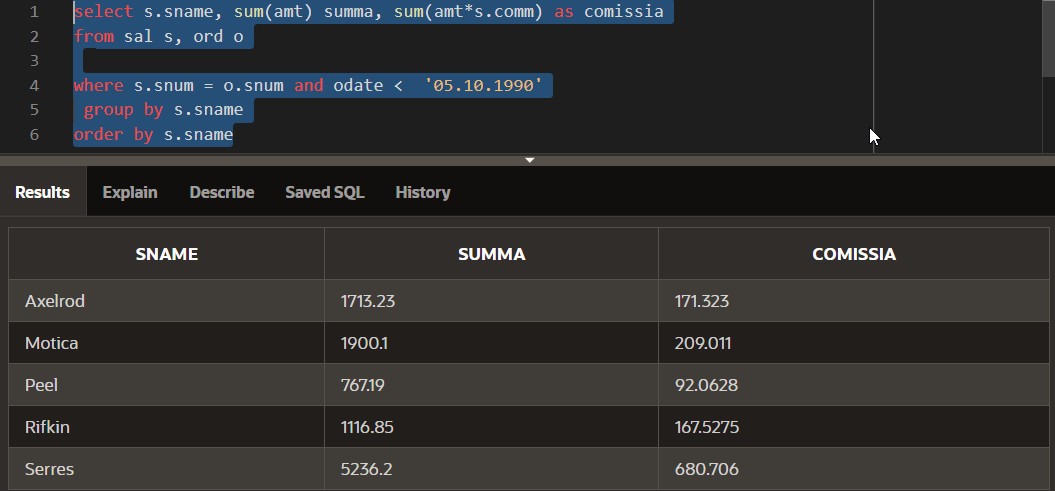 1 select s.sname, sum(amt) summa, sum(amt*s.comm) as comissia
2 from sal s, ord o
3
4 where s.snum = o.snum and odate <  '05.10.1990'
5  group by s.sname
6 order by s.sname
Results Explain Describe Saved SQL History
SNAME SUMMA COMISSIA
Axelrod 1713.23 171.323
Motica 1900.1 209.011
Peel 767.19 92.0628
Rifkin 1116.85 167.5275
Serres 5236.2 680.706